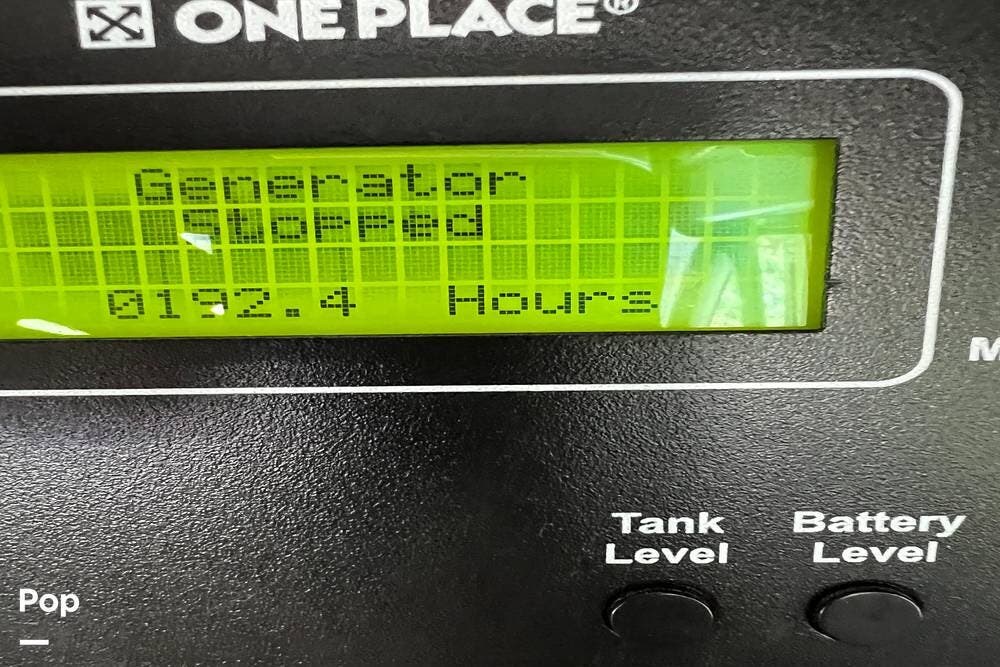 ONE PLACE®
Generator
Stopped
0192.4 Hours
M
Tank
Level
Battery
Level
Pop